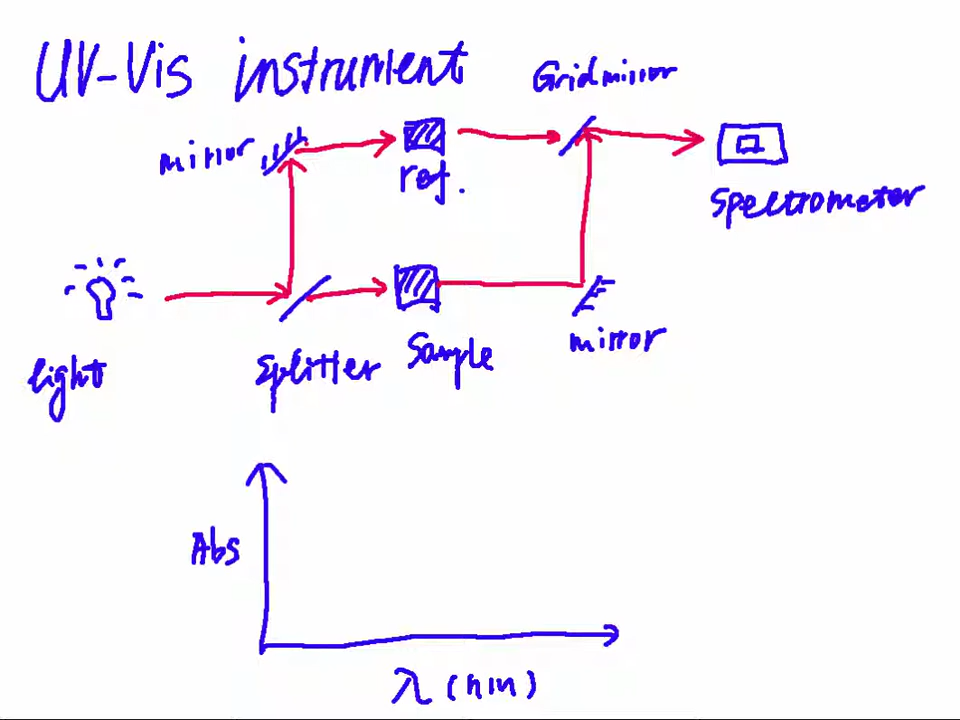 UV-Vis instrument
Gridmirror
mirror
ref.
Spectrometer
light
Splitter
Sample
mirror
Abs
λ (nm)